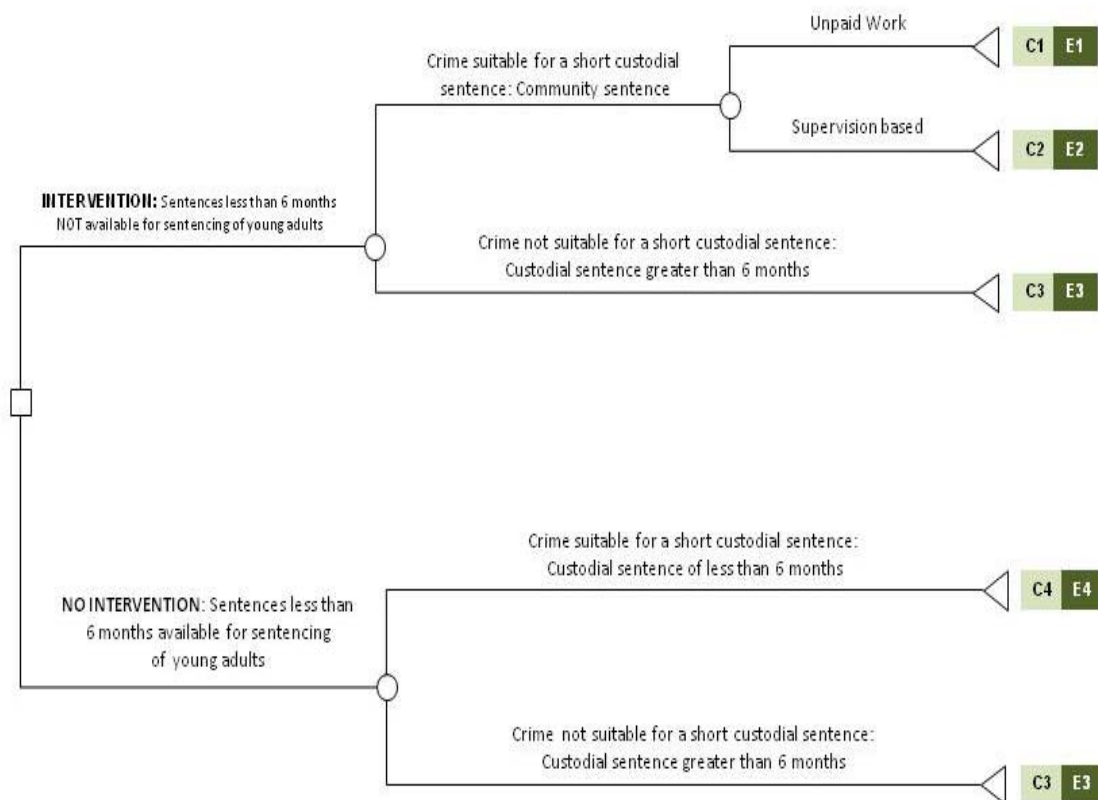 Unpaid Work
C1 E1
Crime suitable for a short custodial
sentence: Community sentence
Supervision based
C2 E2
INTERVENTION: Sentences less than 6 months
NOT available for sentencing of young adults
Crime not suitable for a short custodial sentence:
Custodial sentence greater than 6 months
C3 E3
Crime suitable for a short custodial sentence:
Custodial sentence of less than 6 months
C4 E4
NO INTERVENTION: Sentences less than
6 months available for sentencing
of young adults
Crime not suitable for a short custodial sentence:
Custodial sentence greater than 6 months
C3 E3